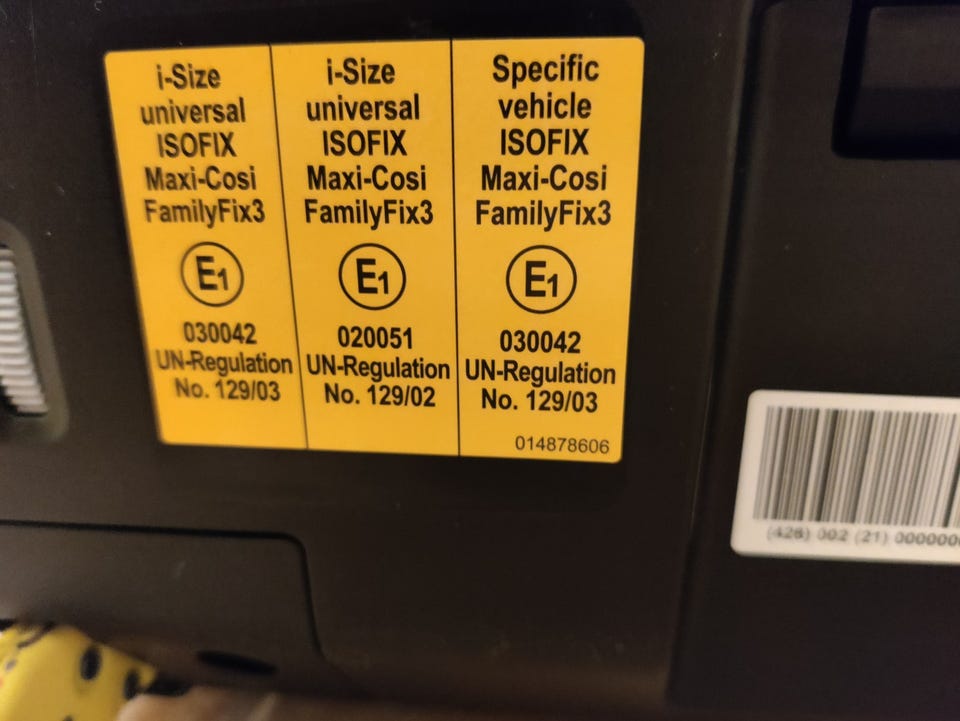 i-Size
universal
ISOFIX
Maxi-Cosi
FamilyFix3
E1
030042
UN-Regulation
No. 129/03
i-Size
universal
ISOFIX
Maxi-Cosi
FamilyFix3
E1
020051
UN-Regulation
No. 129/02
Specific
vehicle
ISOFIX
Maxi-Cosi
FamilyFix3
E1
030042
UN-Regulation
No. 129/03
014878606
(21)